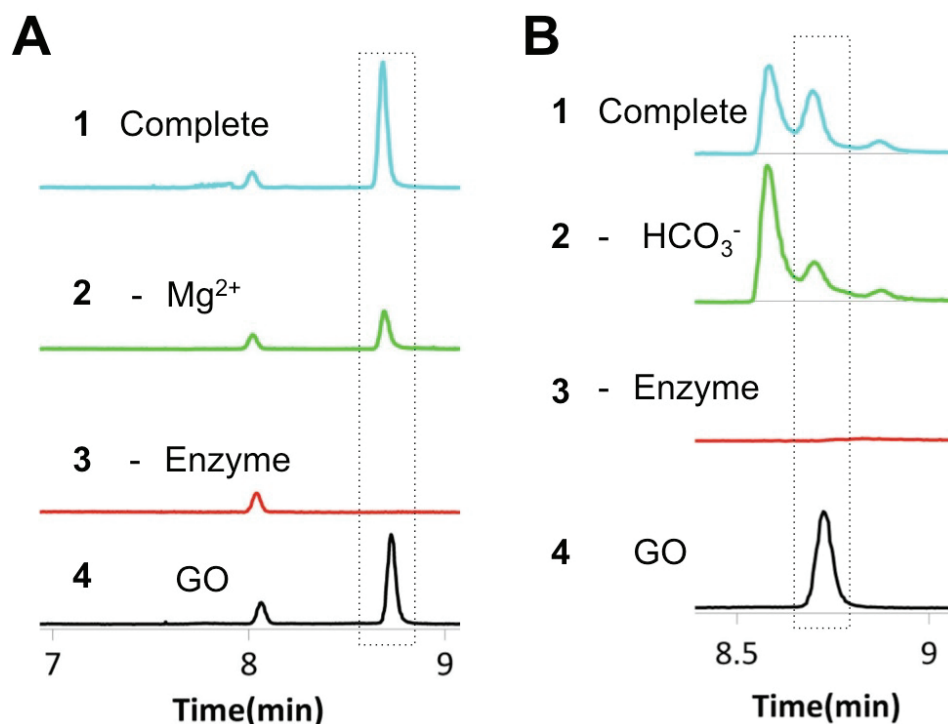 A
1 Complete
2 - Mg²⁺
3 - Enzyme
4 GO
7 8 9
Time(min)
B
1 Complete
2 - HCO₃⁻
3 - Enzyme
4 GO
8.5 9
Time(min)